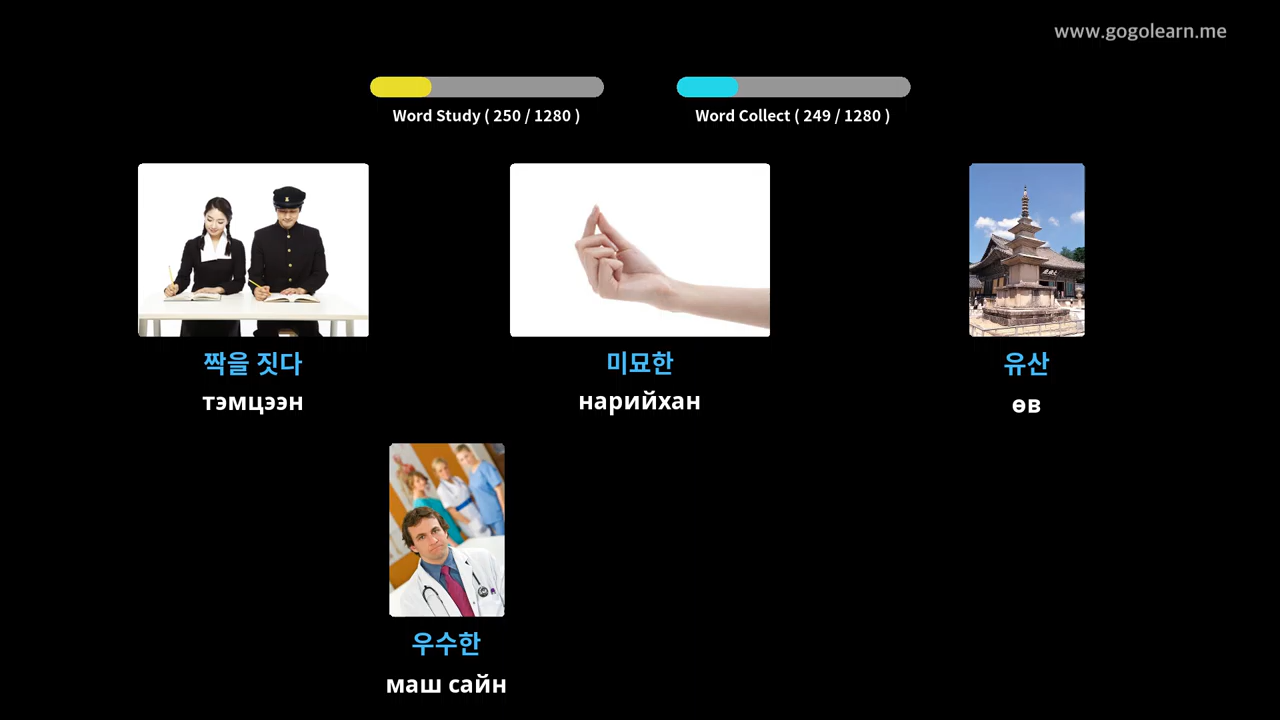 www.gogolearn.me
Word Study ( 250 / 1280 )
Word Collect ( 249 / 1280 )
짝을 짓다
тэмцээн
미묘한
нарийхан
유산
өв
우수한
маш сайн